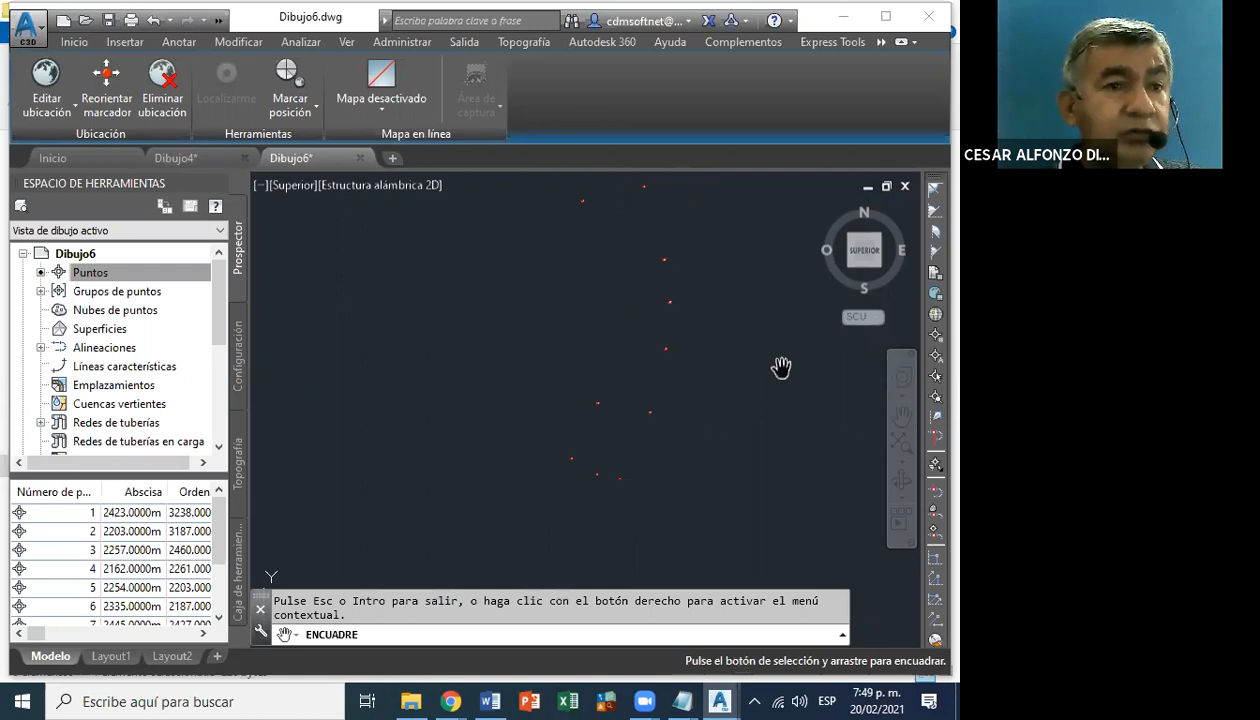 Dibujo6.dwg
Escriba palabra clave o frase
cdmsoftnet@...
C3D
Inicio Insertar Anotar Modificar Analizar Ver Administrar Salida Topografía Autodesk 360 Ayuda Complementos Express Tools
Editar ubicación
Reorientar marcador
Eliminar ubicación
Localizarme
Marcar posición
Mapa desactivado
Área de captura
Ubicación Herramientas Mapa en línea
Inicio Dibujo4* Dibujo6*
CESAR ALFONZO DI...
ESPACIO DE HERRAMIENTAS
[−][Superior][Estructura alámbrica 2D]
Vista de dibujo activo
Dibujo6
Puntos
Grupos de puntos
Nubes de puntos
Superficies
Alineaciones
Líneas características
Emplazamientos
Cuencas vertientes
Redes de tuberías
Redes de tuberías en carga
Prospector
Configuración
Topografía
Caja de herramien...
N
O SUPERIOR E
S
SCU
Número de p... Abscisa Orden
1 2423.0000m 3238.000
2 2203.0000m 3187.000
3 2257.0000m 2460.000
4 2162.0000m 2261.000
5 2254.0000m 2203.000
6 2335.0000m 2187.000
7 2445.0000m 2427.000
Y
Pulse Esc o Intro para salir, o haga clic con el botón derecho para activar el menú
contextual.
ENCUADRE
Modelo Layout1 Layout2
Pulse el botón de selección y arrastre para encuadrar.
Escribe aquí para buscar
ESP
7:49 p. m.
20/02/2021